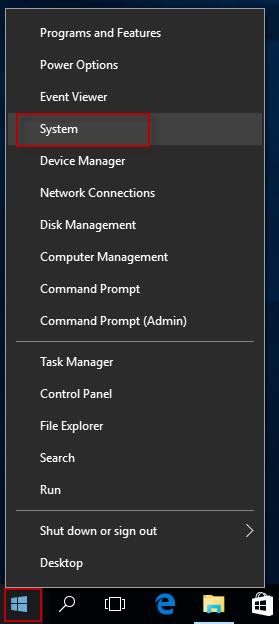 Programs and Features
Power Options
Event Viewer
System
Device Manager
Network Connections
Disk Management
Computer Management
Command Prompt
Command Prompt (Admin)
Task Manager
Control Panel
File Explorer
Search
Run
Shut down or sign out
Desktop